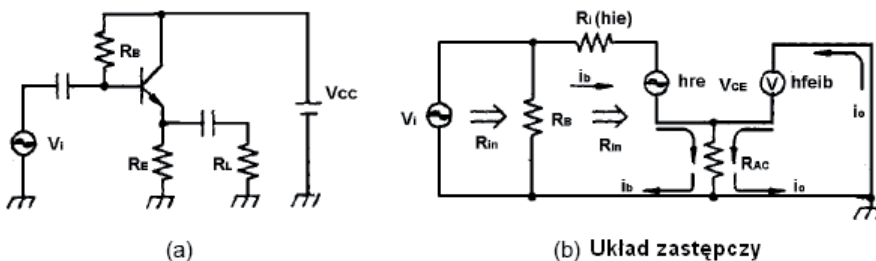 RB
Vi
RE
RL
Vcc
(a)
Ri (hie)
ib
hre
VCE
V
hfeib
Vi
Rin
RB
Rin
io
RAC
ib
io
(b) Układ zastępczy